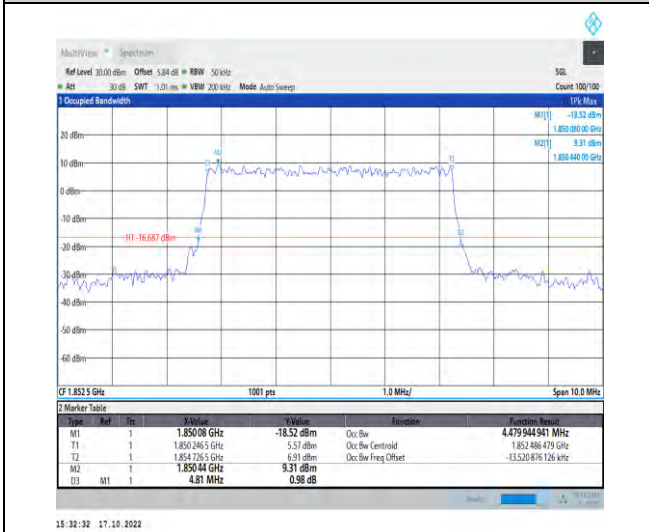 MultiView Spectrum
Ref Level 30.00 dBm Offset 5.84 dB RBW 50 kHz SGL
Att 30 dB SWT 1.01 ms VBW 200 kHz Mode Auto Sweep Count 100/100
1 Occupied Bandwidth 1Pk Max
M1[1] -18.52 dBm
1.850 080 00 GHz
M2[1] 9.31 dBm
1.850 440 00 GHz
20 dBm
10 dBm
0 dBm
-10 dBm
-20 dBm
-30 dBm
-40 dBm
-50 dBm
-60 dBm
M2
T1
T2
M1
D3
H1 -16.687 dBm
CF 1.852 5 GHz 1001 pts 1.0 MHz/ Span 10.0 MHz
2 Marker Table
Type Ref Trc X-Value Y-Value Function Function Result
M1 1 1.850 08 GHz -18.52 dBm Occ Bw 4.479 944 941 MHz
T1 1 1.850 246 5 GHz 5.57 dBm Occ Bw Centroid 1.852 486 479 GHz
T2 1 1.854 726 5 GHz 6.91 dBm Occ Bw Freq Offset -13.520 876 126 kHz
M2 1 1.850 44 GHz 9.31 dBm
D3 M1 1 4.81 MHz 0.98 dB
Ready
15:32:32 17.10.2022